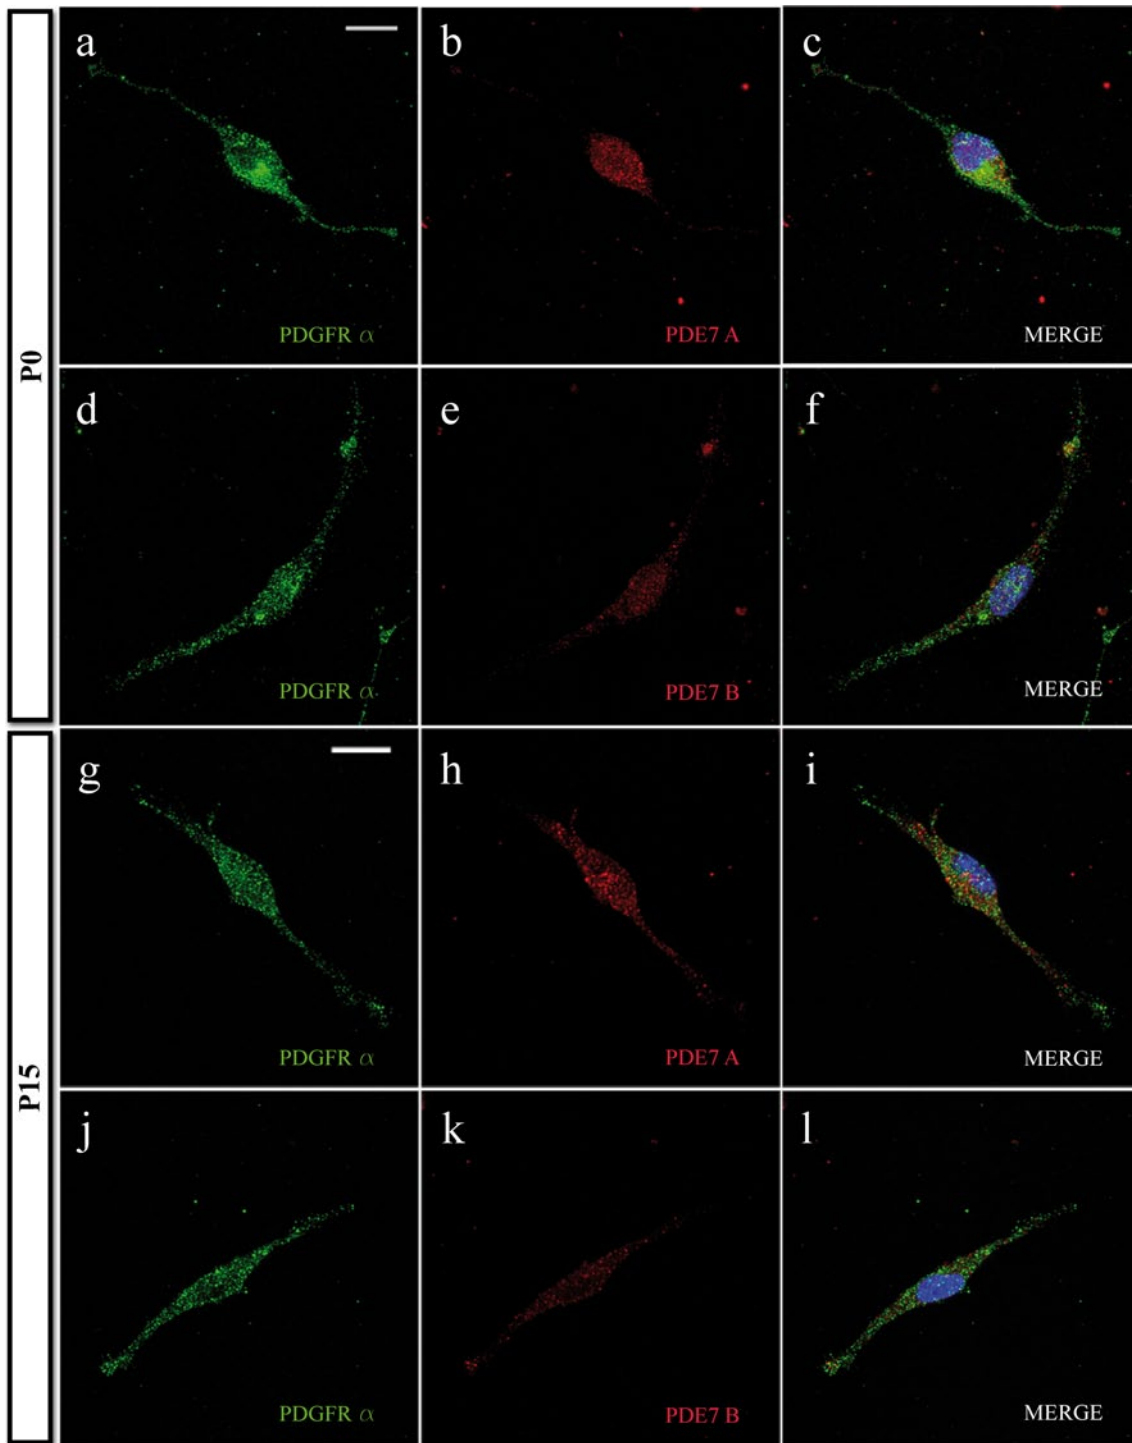 P0
a
b
c
PDGFR α
PDE7 A
MERGE
d
e
f
PDGFR α
PDE7 B
MERGE
P15
g
h
i
PDGFR α
PDE7 A
MERGE
j
k
l
PDGFR α
PDE7 B
MERGE